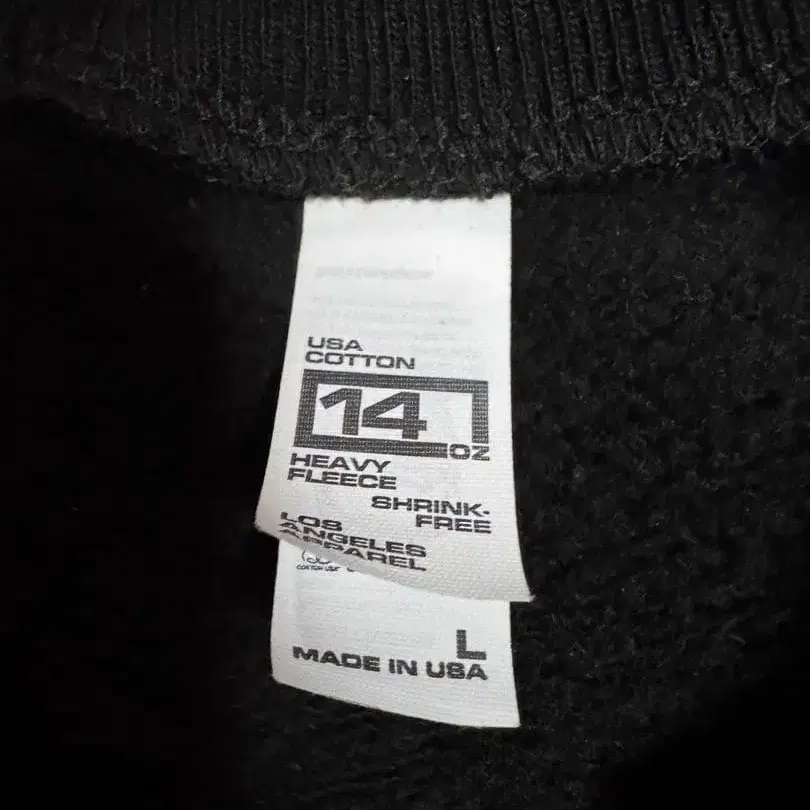 USA
COTTON
14
OZ
HEAVY
FLEECE
SHRINK-
FREE
LOS
ANGELES
APPAREL
L
MADE IN USA